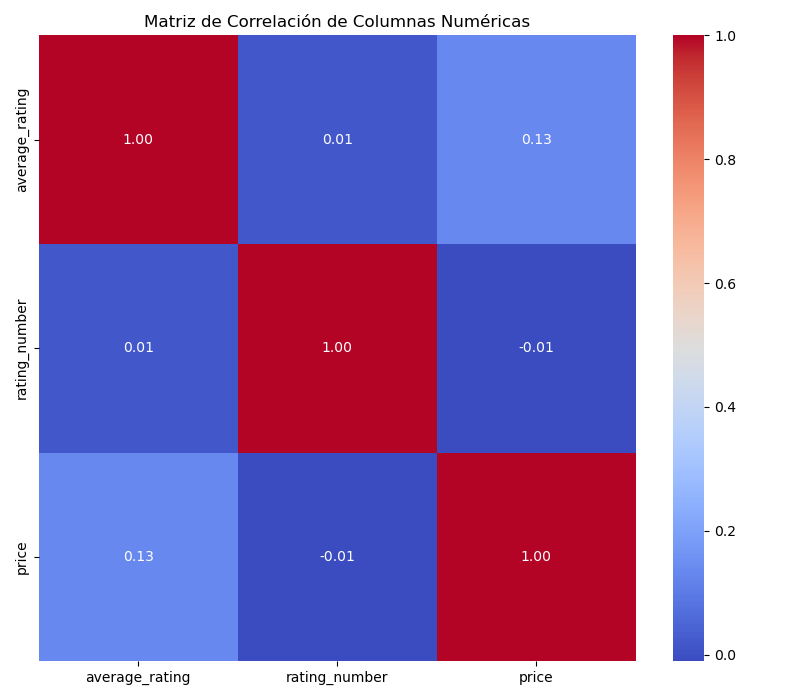 Matriz de Correlación de Columnas Numéricas
average_rating
1.00
0.01
0.13
rating_number
0.01
1.00
-0.01
price
0.13
-0.01
1.00
average_rating
rating_number
price
1.0
0.8
0.6
0.4
0.2
0.0